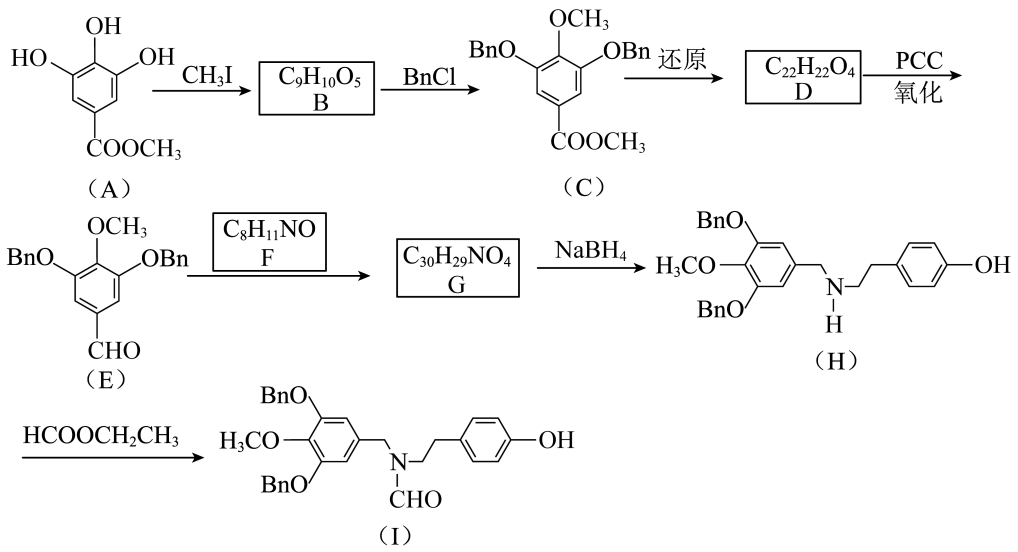 OH
HO
OH
COOCH₃
(A)
CH₃I
C₉H₁₀O₅
B
BnCl
OCH₃
BnO
OBn
COOCH₃
(C)
还原
C₂₂H₂₂O₄
D
PCC
氧化
OCH₃
BnO
OBn
CHO
(E)
C₈H₁₁NO
F
C₃₀H₂₉NO₄
G
NaBH₄
BnO
H₃CO
BnO
N
H
OH
(H)
HCOOCH₂CH₃
BnO
H₃CO
BnO
N
CHO
OH
(I)